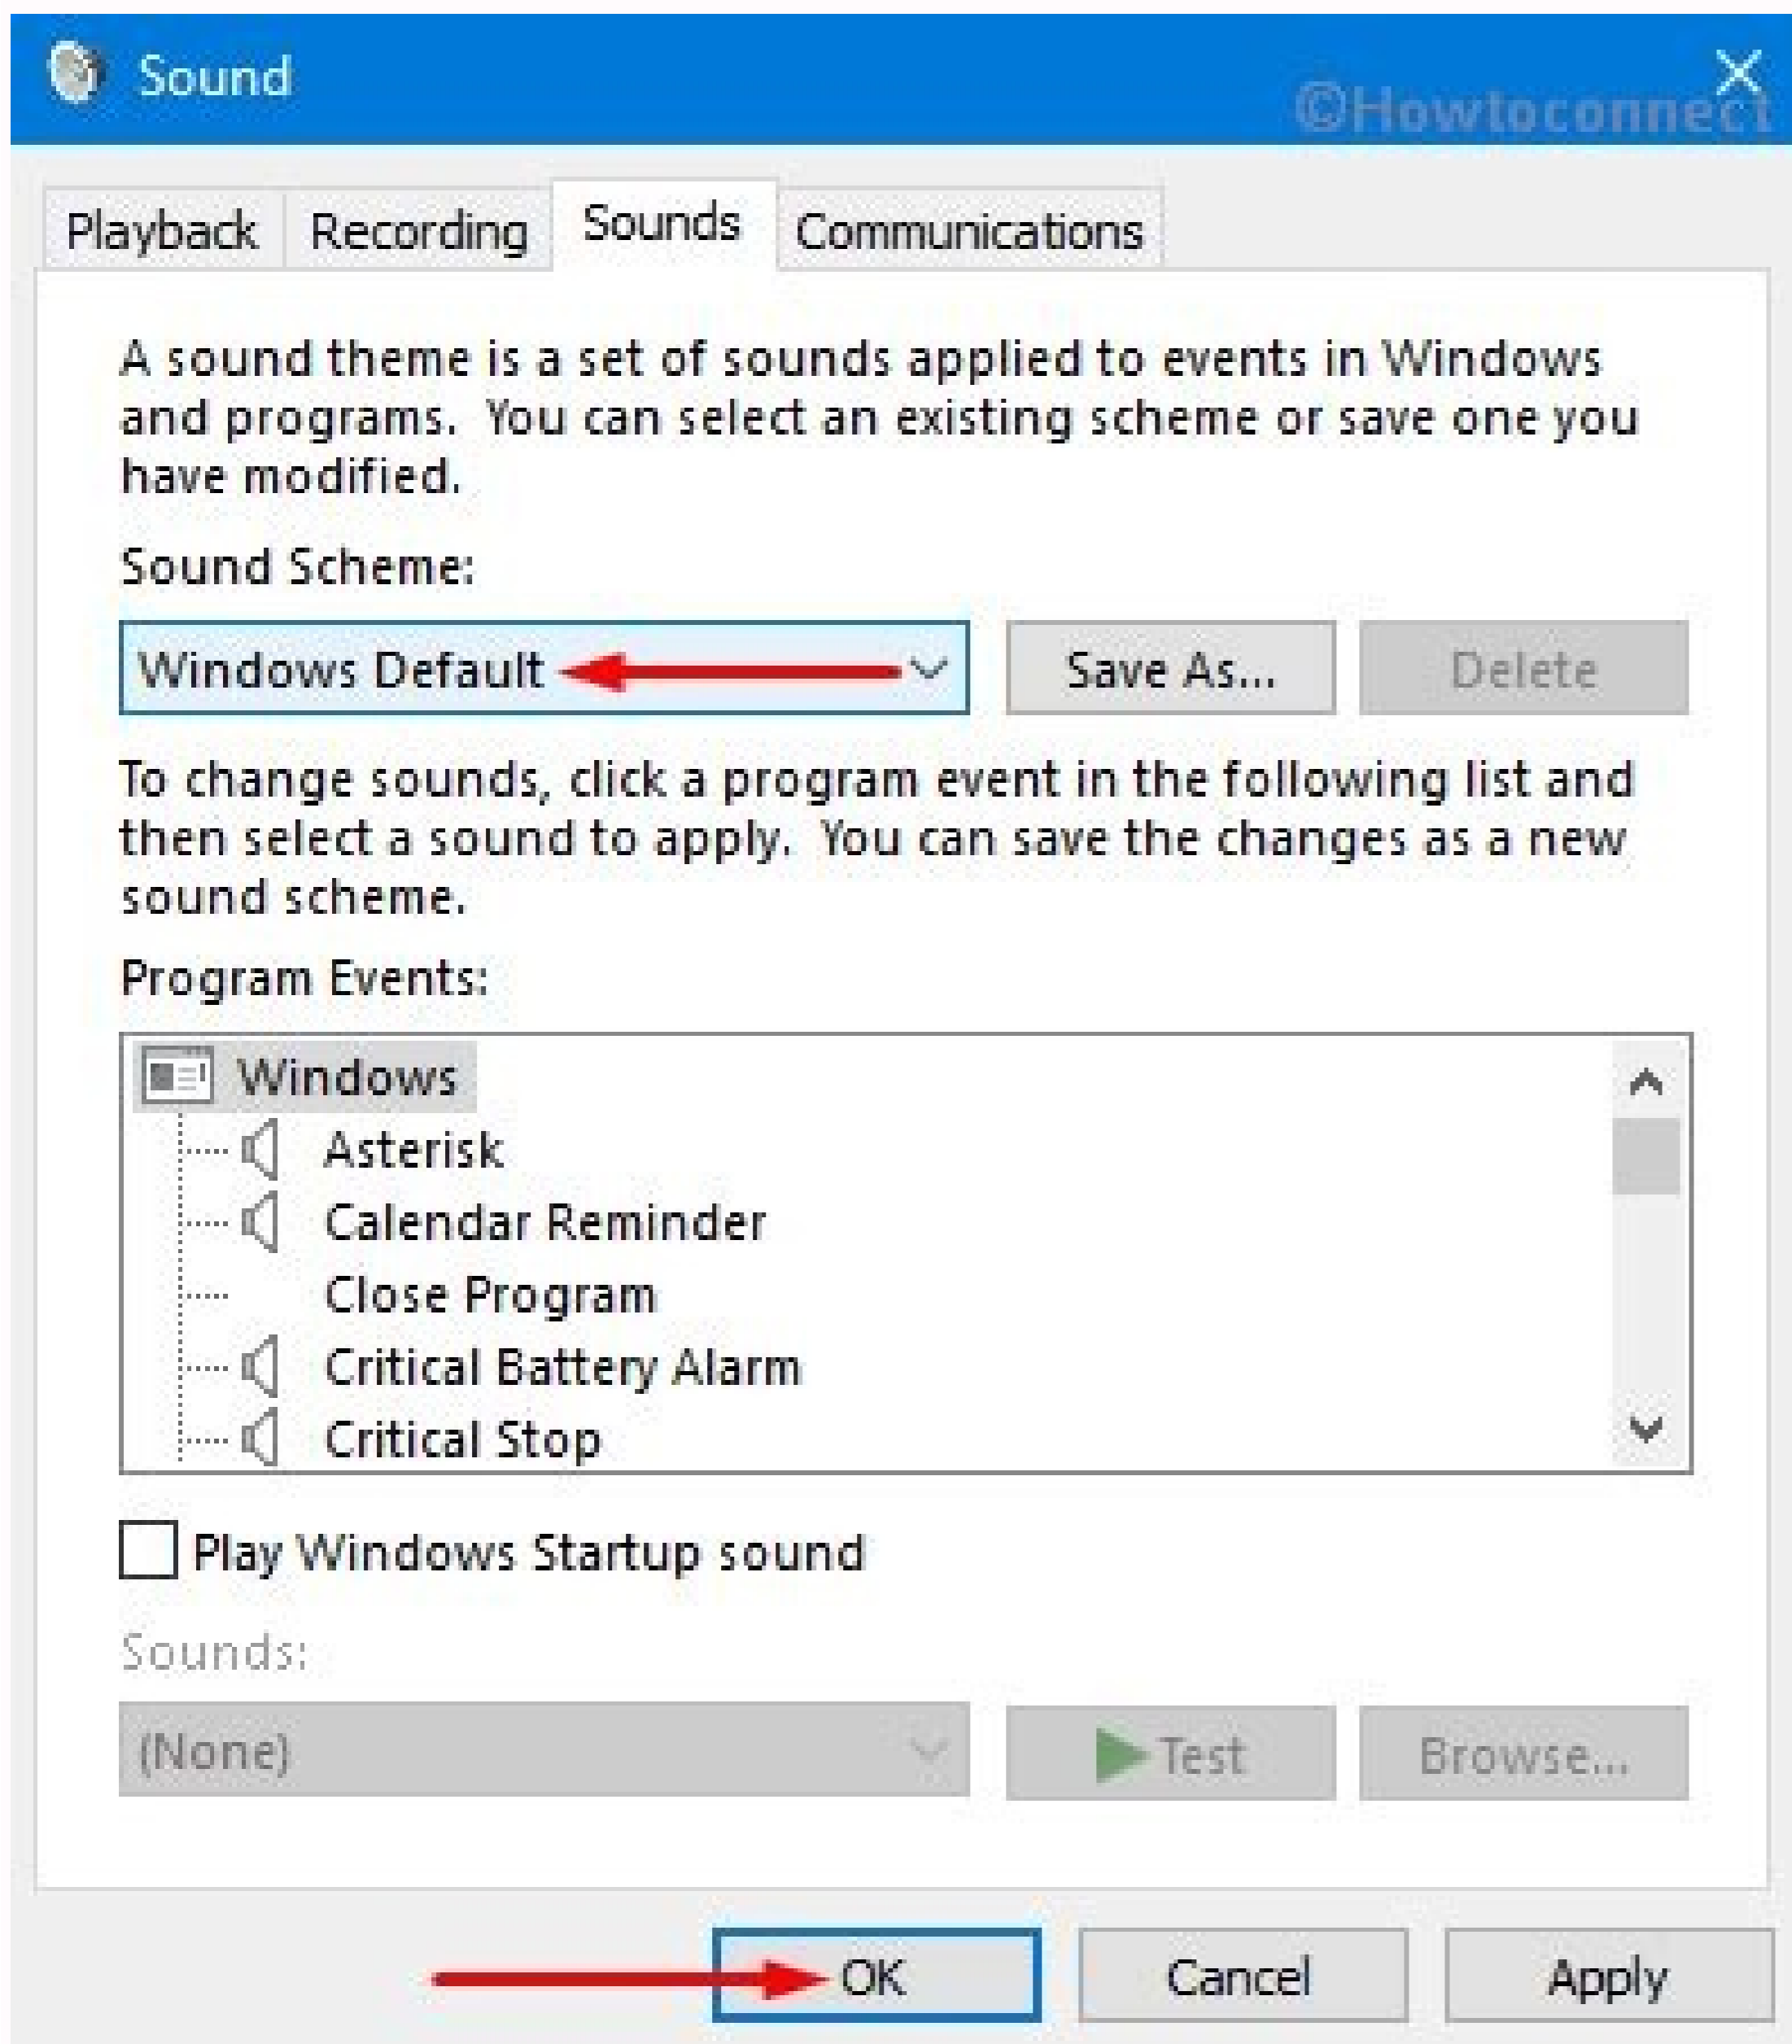 Sound
©Howtoconnect
Playback Recording Sounds Communications
A sound theme is a set of sounds applied to events in Windows
and programs. You can select an existing scheme or save one you
have modified.
Sound Scheme:
Windows Default Save As... Delete
To change sounds, click a program event in the following list and
then select a sound to apply. You can save the changes as a new
sound scheme.
Program Events:
Windows
Asterisk
Calendar Reminder
Close Program
Critical Battery Alarm
Critical Stop
Play Windows Startup sound
Sounds:
(None) Test Browse...
OK Cancel Apply